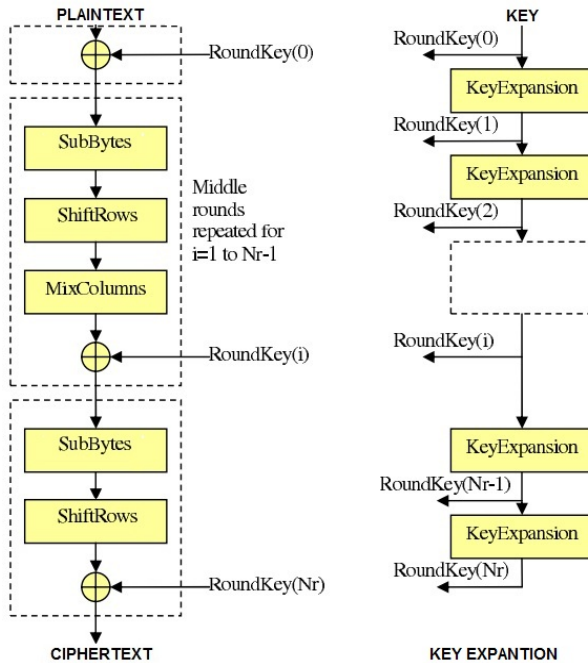 PLAINTEXT
RoundKey(0)
SubBytes
ShiftRows
MixColumns
Middle
rounds
repeated for
i=1 to Nr-1
RoundKey(i)
SubBytes
ShiftRows
RoundKey(Nr)
CIPHERTEXT
KEY
RoundKey(0)
KeyExpansion
RoundKey(1)
KeyExpansion
RoundKey(2)
RoundKey(i)
KeyExpansion
RoundKey(Nr-1)
KeyExpansion
RoundKey(Nr)
KEY EXPANTION